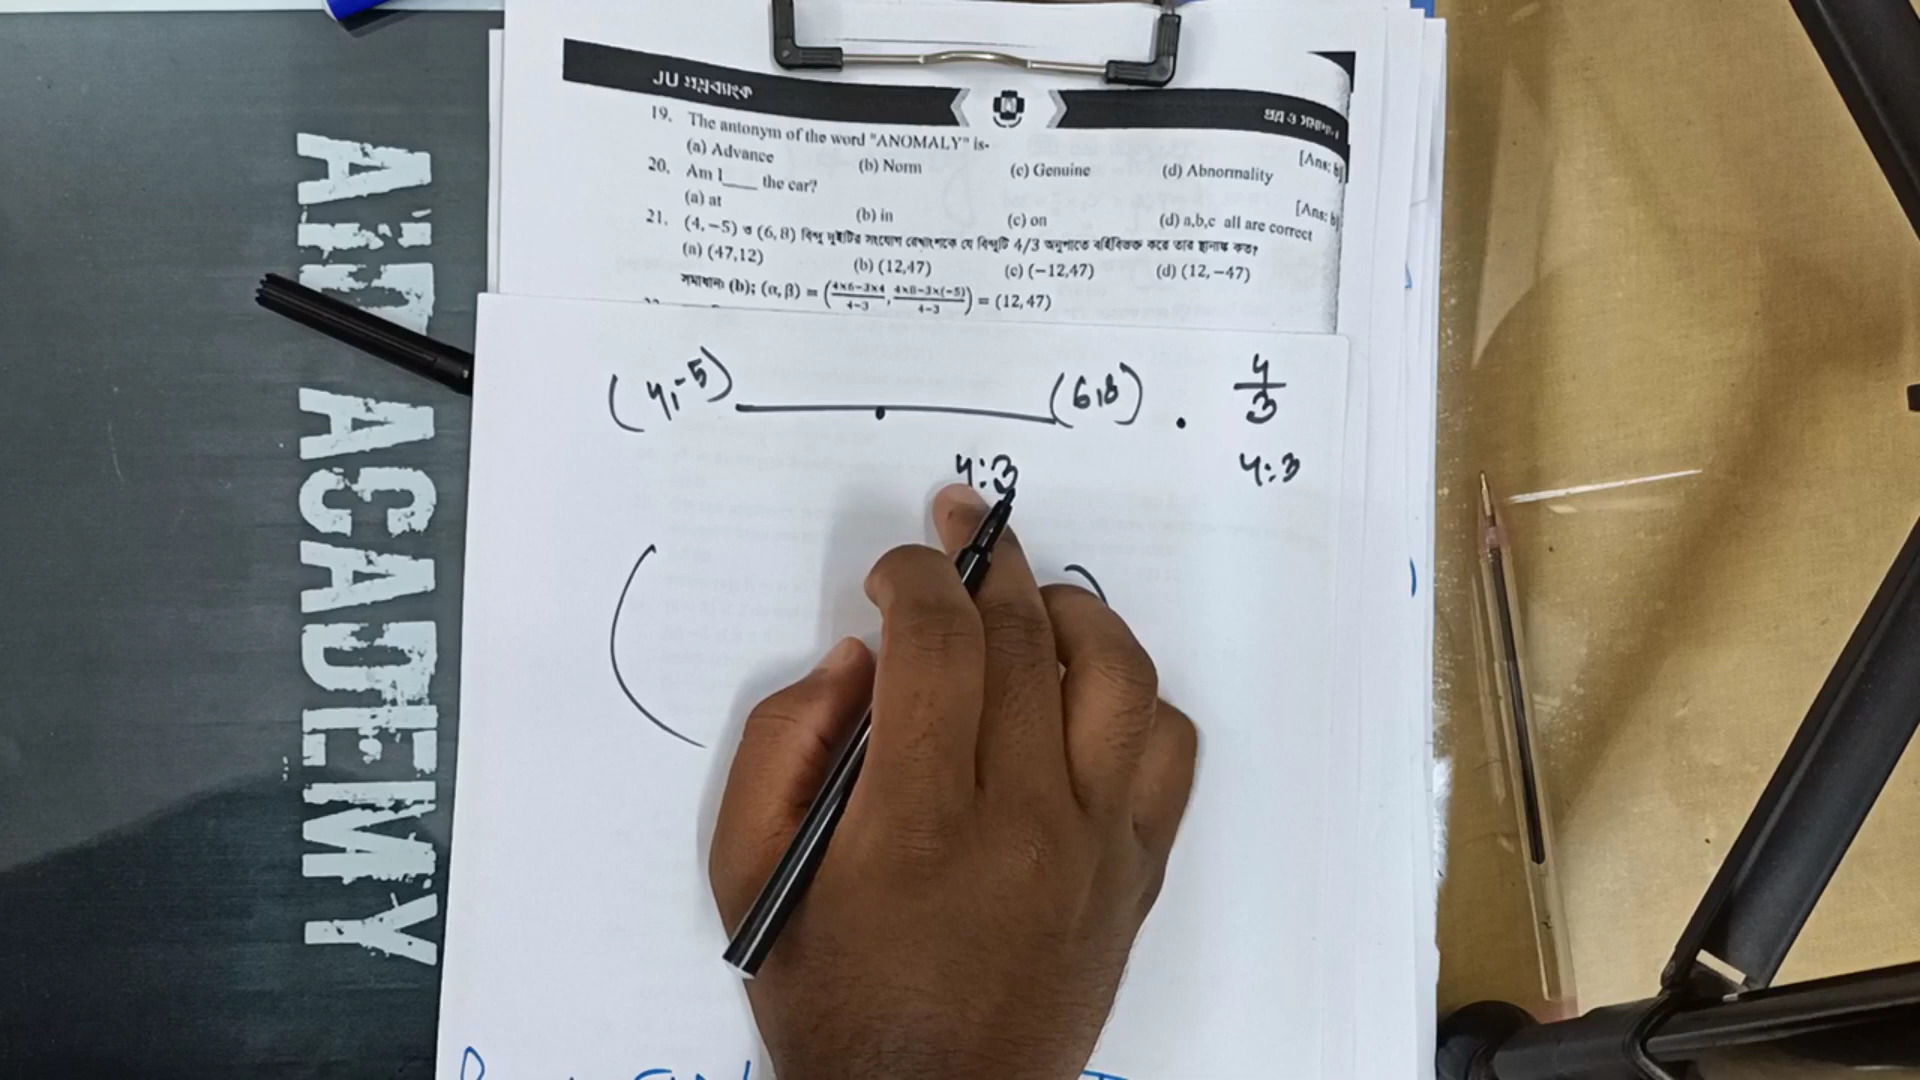 JU প্রশ্নব্যাংক
19. The antonym of the word "ANOMALY" is-
(a) Advance (b) Norm (c) Genuine (d) Abnormality [Ans: b]
20. Am I____ the car?
(a) at (b) in (c) on (d) a,b,c all are correct [Ans: b]
21. (4, −5) ও (6, 8) বিন্দু দুইটির সংযোগ রেখাংশকে যে বিন্দুটি 4/3 অনুপাতে বহির্বিভক্ত করে তার স্থানাঙ্ক কত?
(a) (47,12) (b) (12,47) (c) (−12,47) (d) (12, −47)
সমাধানঃ (b); (α, β) = (4×6−3×4/4−3, 4×8−3×(−5)/4−3) = (12, 47)
(4,-5) (6,8) 4/3
4:3 4:3
( )
ACADEMY